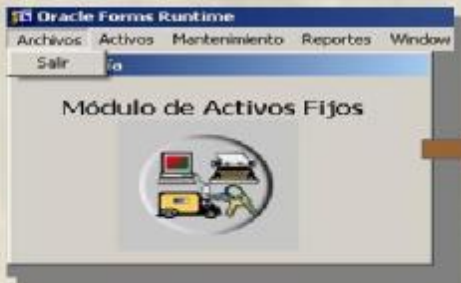 Oracle Forms Runtime
Archivos Activos Mantenimiento Reportes Window
Salir
Módulo de Activos Fijos